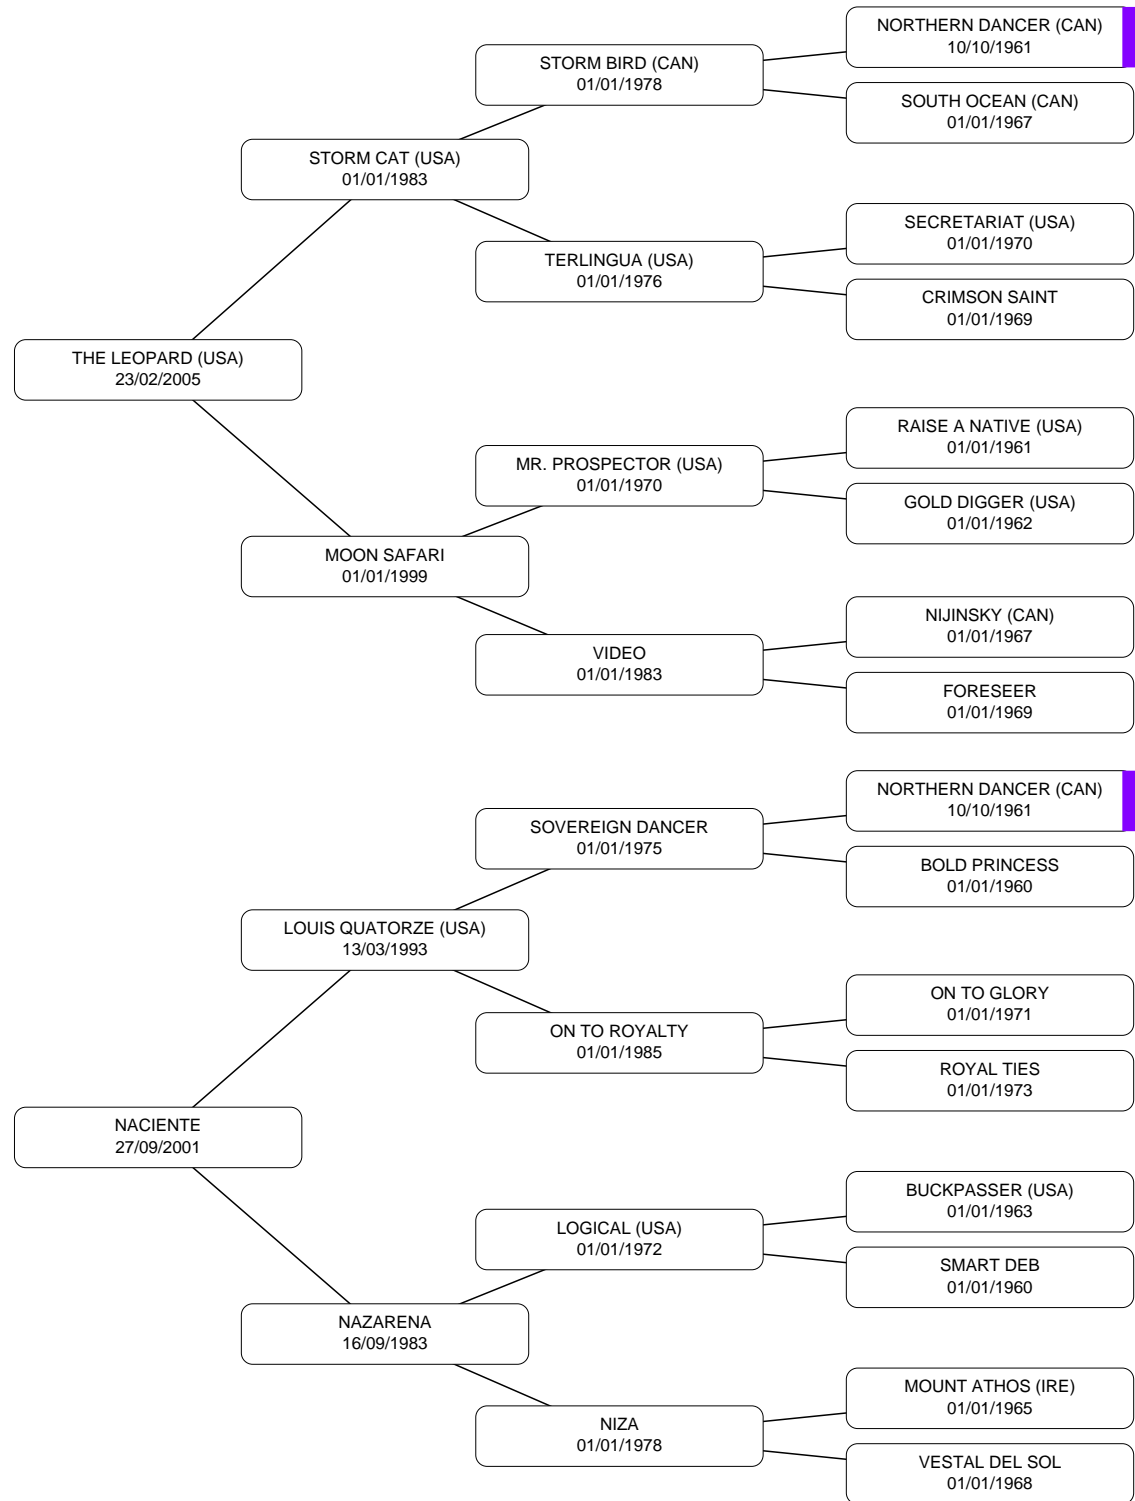 NORTHERN DANCER (CAN)
10/10/1961
STORM BIRD (CAN)
01/01/1978
SOUTH OCEAN (CAN)
01/01/1967
STORM CAT (USA)
01/01/1983
SECRETARIAT (USA)
01/01/1970
TERLINGUA (USA)
01/01/1976
CRIMSON SAINT
01/01/1969
THE LEOPARD (USA)
23/02/2005
RAISE A NATIVE (USA)
01/01/1961
MR. PROSPECTOR (USA)
01/01/1970
GOLD DIGGER (USA)
01/01/1962
MOON SAFARI
01/01/1999
NIJINSKY (CAN)
01/01/1967
VIDEO
01/01/1983
FORESEER
01/01/1969
NORTHERN DANCER (CAN)
10/10/1961
SOVEREIGN DANCER
01/01/1975
BOLD PRINCESS
01/01/1960
LOUIS QUATORZE (USA)
13/03/1993
ON TO GLORY
01/01/1971
ON TO ROYALTY
01/01/1985
ROYAL TIES
01/01/1973
NACIENTE
27/09/2001
BUCKPASSER (USA)
01/01/1963
LOGICAL (USA)
01/01/1972
SMART DEB
01/01/1960
NAZARENA
16/09/1983
MOUNT ATHOS (IRE)
01/01/1965
NIZA
01/01/1978
VESTAL DEL SOL
01/01/1968